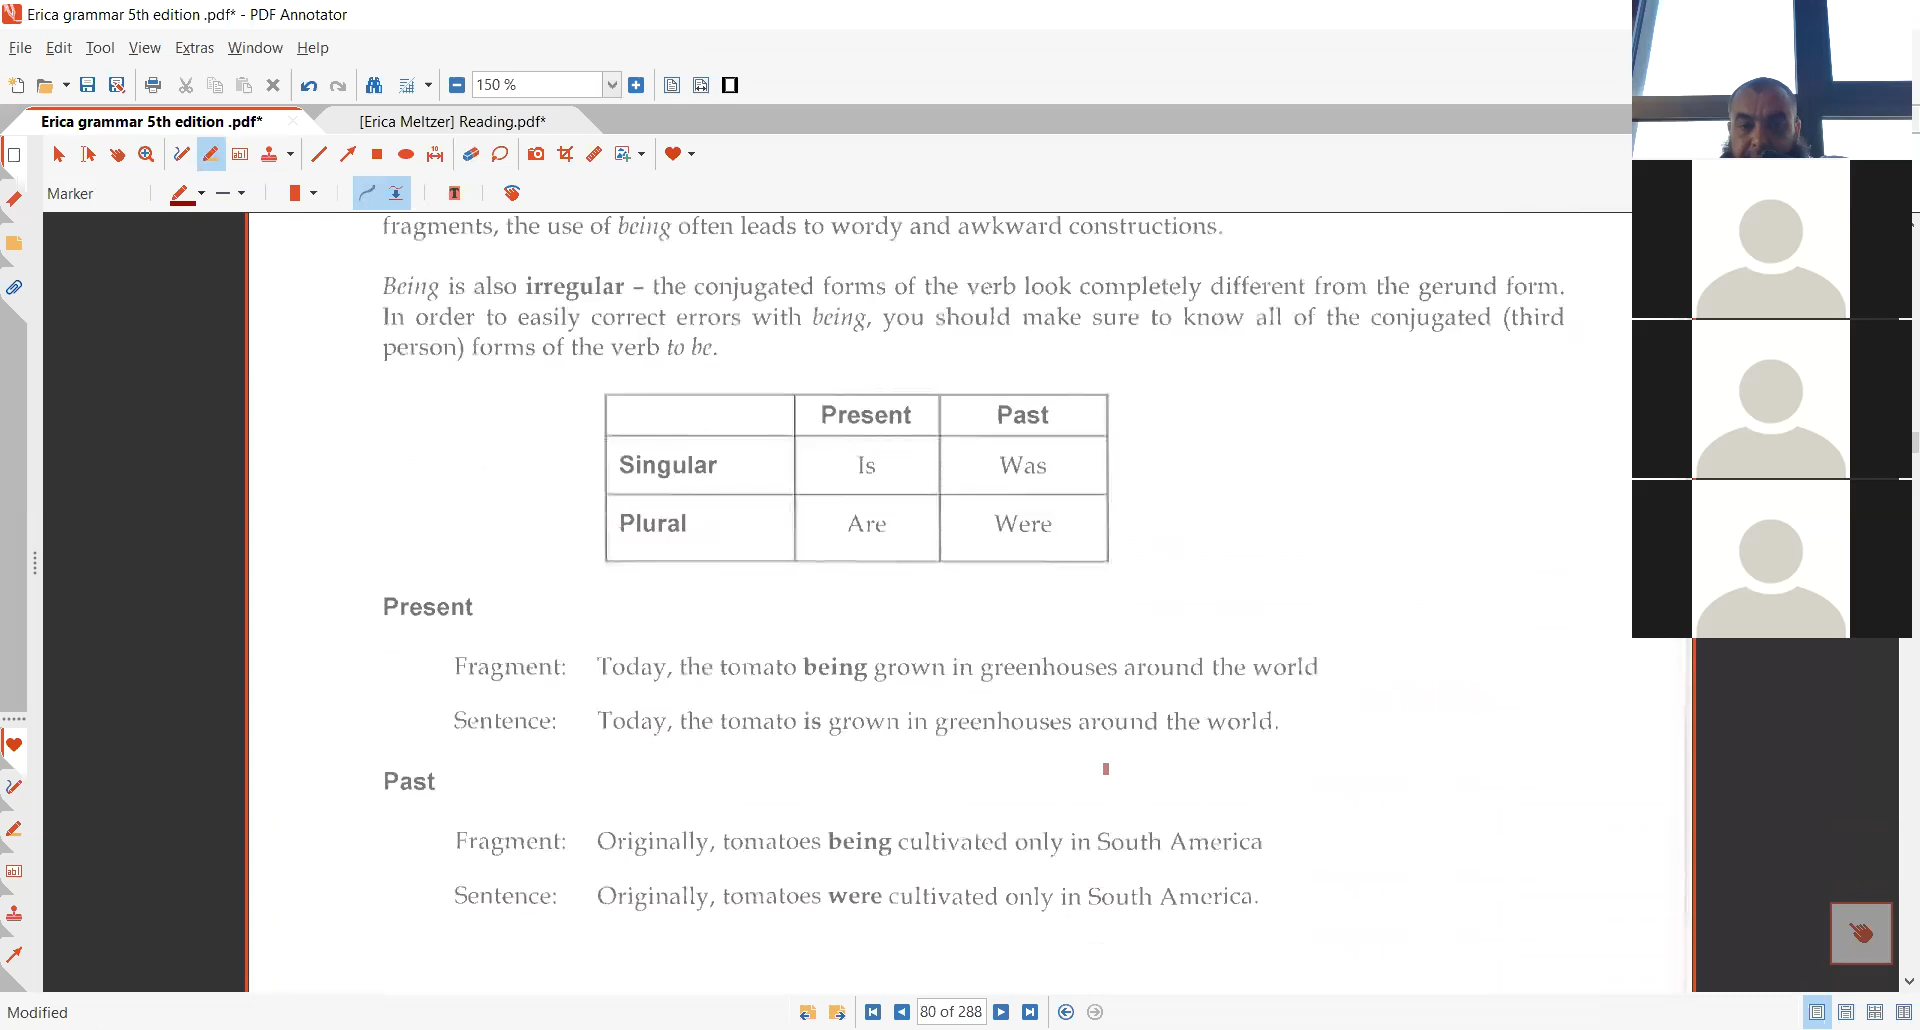 Erica grammar 5th edition .pdf* - PDF Annotator
File Edit Tool View Extras Window Help
150 %
Erica grammar 5th edition .pdf* [Erica Meltzer] Reading.pdf*
Marker
fragments, the use of being often leads to wordy and awkward constructions.
Being is also irregular – the conjugated forms of the verb look completely different from the gerund form.
In order to easily correct errors with being, you should make sure to know all of the conjugated (third
person) forms of the verb to be.
Present Past
Singular Is Was
Plural Are Were
Present
Fragment: Today, the tomato being grown in greenhouses around the world
Sentence: Today, the tomato is grown in greenhouses around the world.
Past
Fragment: Originally, tomatoes being cultivated only in South America
Sentence: Originally, tomatoes were cultivated only in South America.
Modified
80 of 288